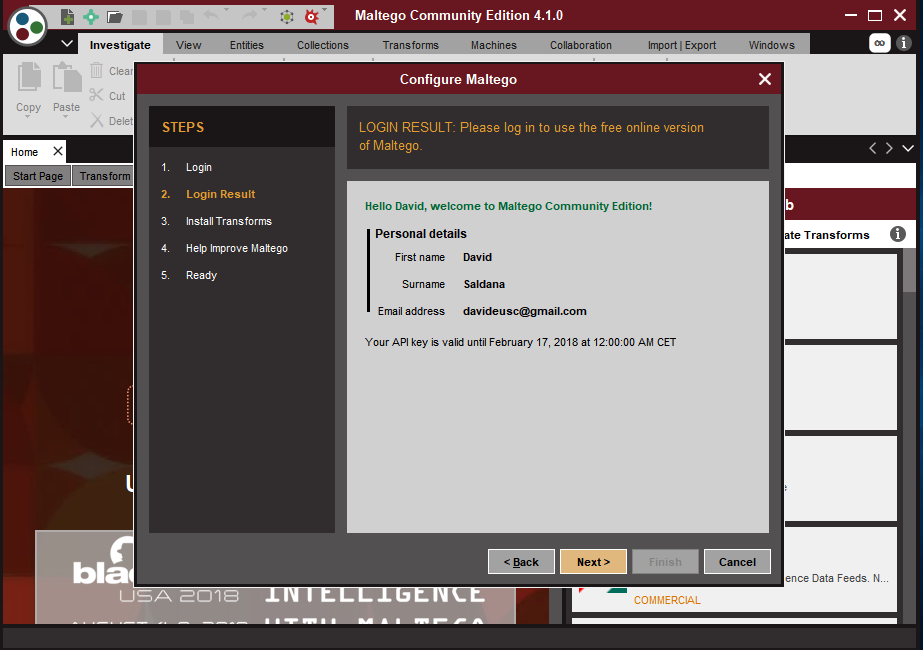 Maltego Community Edition 4.1.0
Investigate View Entities Collections Transforms Machines Collaboration Import | Export Windows
Copy Paste Clear
Cut
Delet
Configure Maltego
STEPS
1. Login
2. Login Result
3. Install Transforms
4. Help Improve Maltego
5. Ready
LOGIN RESULT: Please log in to use the free online version
of Maltego.
Hello David, welcome to Maltego Community Edition!
Personal details
First name David
Surname Saldana
Email address davideusc@gmail.com
Your API key is valid until February 17, 2018 at 12:00:00 AM CET
< Back Next > Finish Cancel
Home
Start Page Transform
b
ate Transforms
ence Data Feeds. N...
COMMERCIAL
U
blac
USA 2018
INTELLIGENCE
WITH MALTEGO